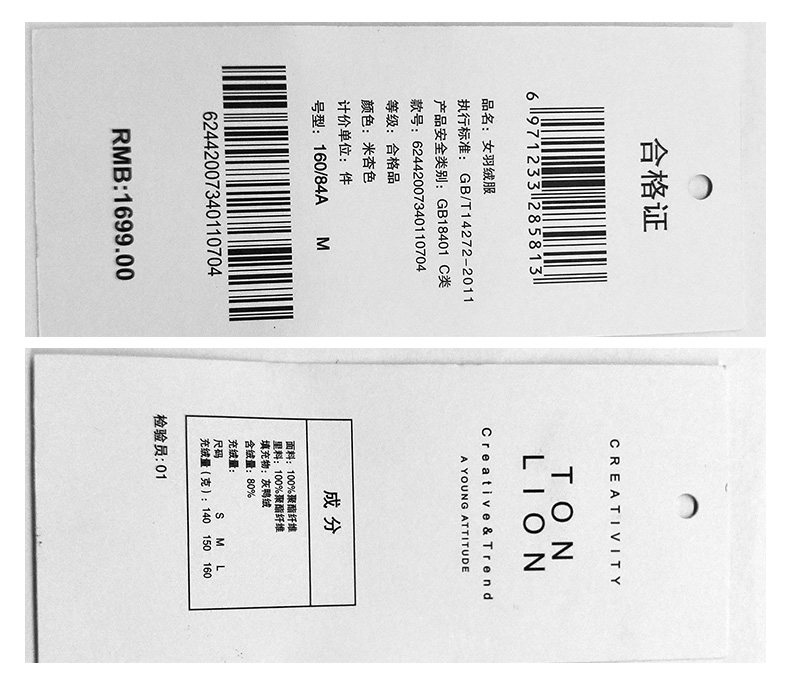 合格证
6 971233 285813
品名：女羽绒服
执行标准：GB/T14272-2011
产品安全类别：GB18401 C类
款号：62442007340110704
等级：合格品
颜色：米杏色
计价单位：件
号型：160/84A M
62442007340110704
RMB:1699.00
CREATIVITY
TON
LION
Creative&Trend
A YOUNG ATTITUDE
成分
面料：100%聚酯纤维
里料：100%聚酯纤维
填充物：灰鸭绒
含绒量：80%
充绒量：
尺码 S M L
充绒量（克）：140 150 160
检验员：01